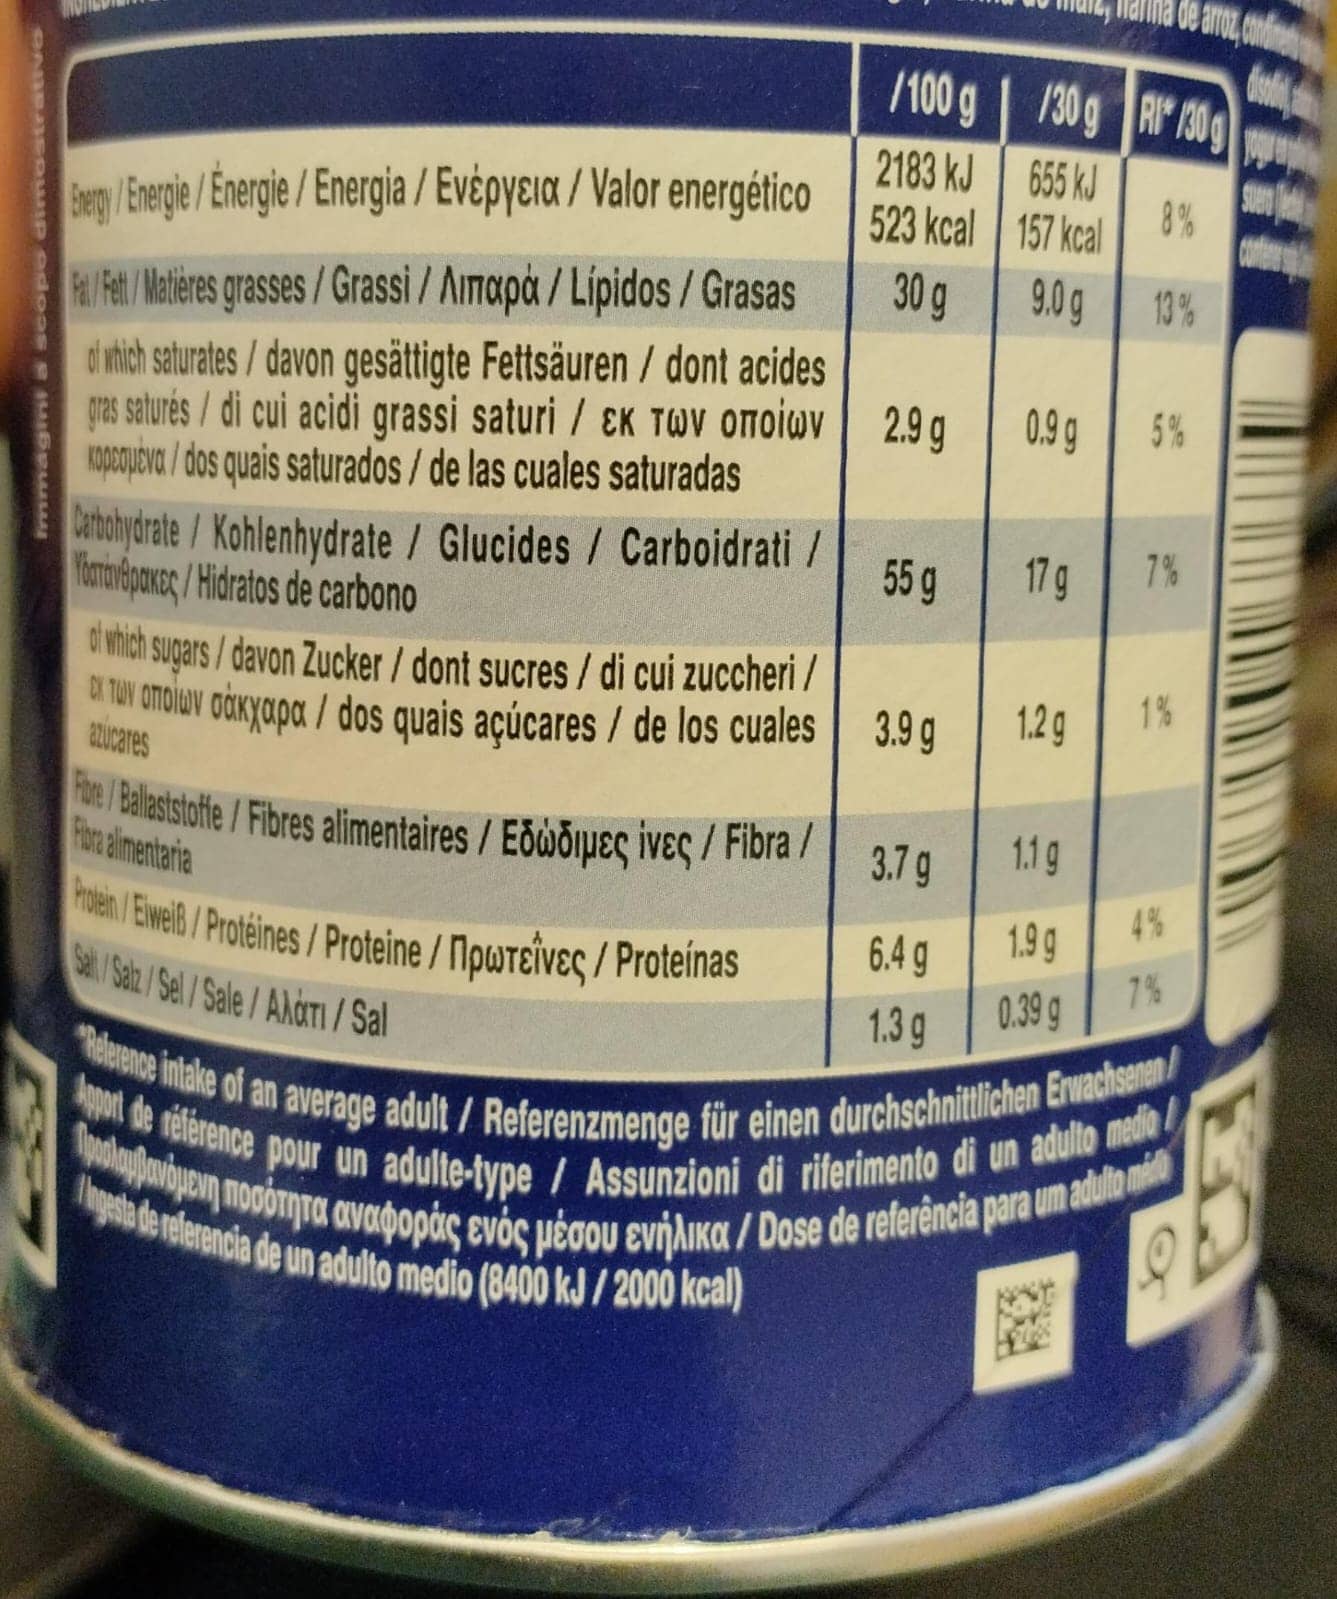 de arroz,
/100 g | /30 g | RI* /30 g
Energy / Energie / Énergie / Energia / Ενέργεια / Valor energético
2183 kJ 655 kJ
523 kcal 157 kcal
8 %
Fat / Fett / Matières grasses / Grassi / Λιπαρά / Lípidos / Grasas 30 g 9.0 g 13 %
of which saturates / davon gesättigte Fettsäuren / dont acides
gras saturés / di cui acidi grassi saturi / εκ των οποίων
κορεσμένα / dos quais saturados / de las cuales saturadas
2.9 g 0.9 g 5 %
Carbohydrate / Kohlenhydrate / Glucides / Carboidrati /
Υδατάνθρακες / Hidratos de carbono
55 g 17 g 7 %
of which sugars / davon Zucker / dont sucres / di cui zuccheri /
εκ των οποίων σάκχαρα / dos quais açúcares / de los cuales
azúcares
3.9 g 1.2 g 1 %
Fibre / Ballaststoffe / Fibres alimentaires / Εδώδιμες ίνες / Fibra /
Fibra alimentaria
3.7 g 1.1 g
Protein / Eiweiß / Protéines / Proteine / Πρωτεΐνες / Proteínas 6.4 g 1.9 g 4 %
Salt / Salz / Sel / Sale / Αλάτι / Sal 1.3 g 0.39 g 7 %
*Reference intake of an average adult / Referenzmenge für einen durchschnittlichen Erwachsenen /
Apport de référence pour un adulte-type / Assunzioni di riferimento di un adulto medio /
Προσλαμβανόμενη ποσότητα αναφοράς ενός μέσου ενήλικα / Dose de referência para um adulto médio
/ Ingesta de referencia de un adulto medio (8400 kJ / 2000 kcal)
Immagini a scopo dimostrativo